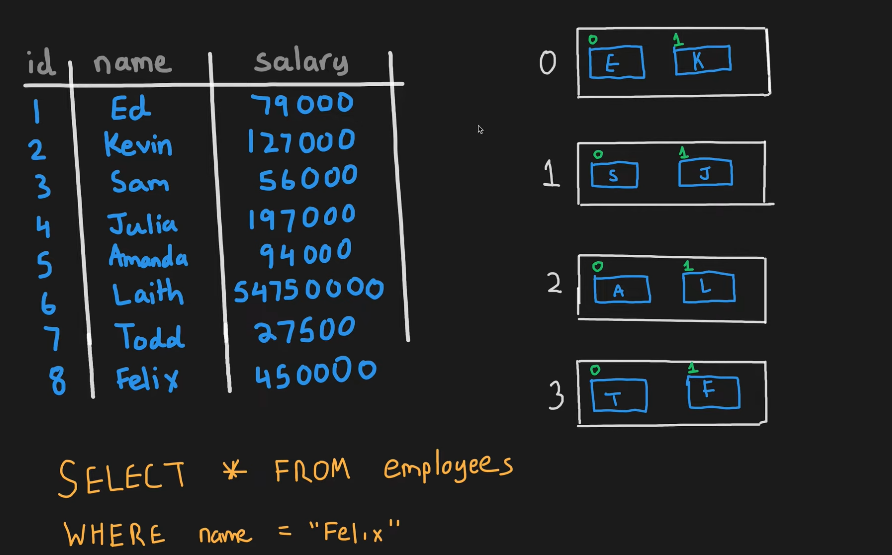 id name salary
1 Ed 79000
2 Kevin 127000
3 Sam 56000
4 Julia 197000
5 Amanda 94000
6 Laith 54750000
7 Todd 27500
8 Felix 450000
0 1
0 E K
0 1
1 S J
0 1
2 A L
0 1
3 T F
SELECT * FROM employees
WHERE name = "Felix"